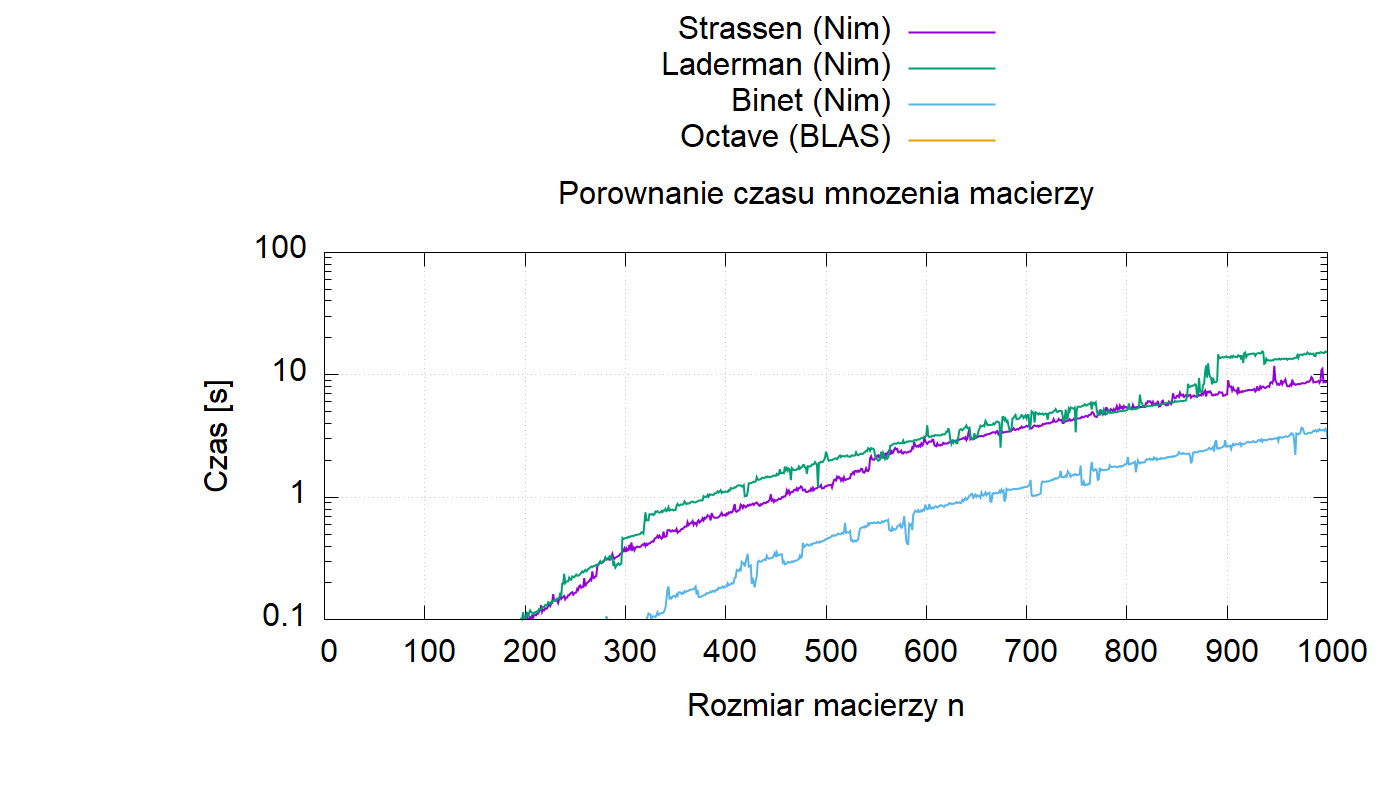 Strassen (Nim)
Laderman (Nim)
Binet (Nim)
Octave (BLAS)
Porownanie czasu mnozenia macierzy
100
10
1
0.1
Czas [s]
0 100 200 300 400 500 600 700 800 900 1000
Rozmiar macierzy n